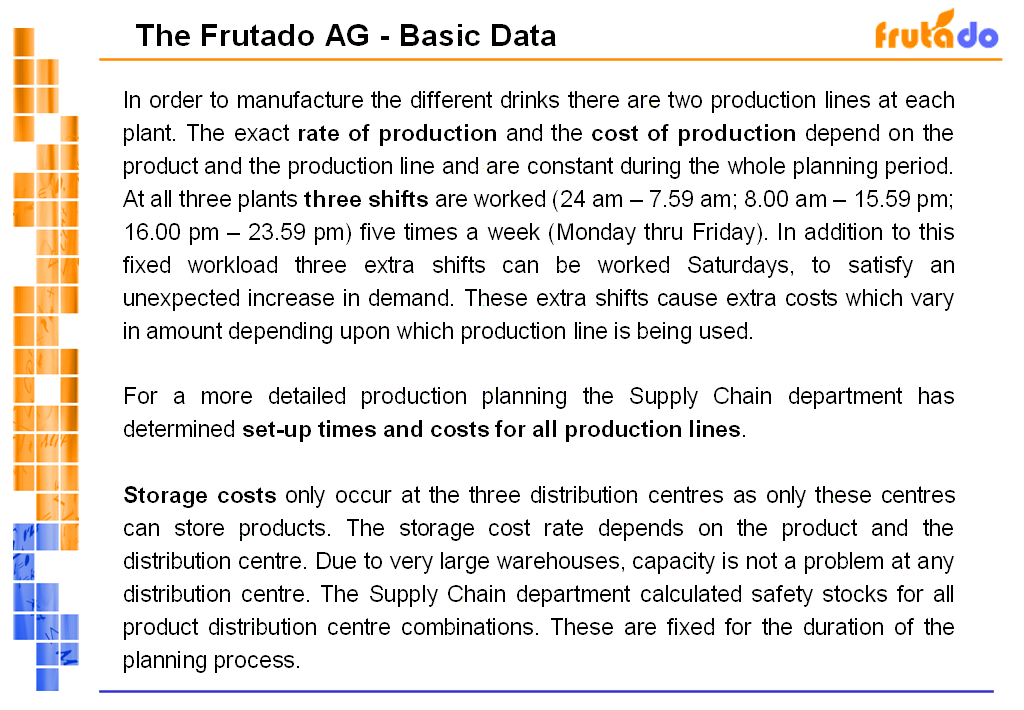 The Frutado AG - Basic Data
frutado
In order to manufacture the different drinks there are two production lines at each
plant. The exact rate of production and the cost of production depend on the
product and the production line and are constant during the whole planning period.
At all three plants three shifts are worked (24 am – 7.59 am; 8.00 am – 15.59 pm;
16.00 pm – 23.59 pm) five times a week (Monday thru Friday). In addition to this
fixed workload three extra shifts can be worked Saturdays, to satisfy an
unexpected increase in demand. These extra shifts cause extra costs which vary
in amount depending upon which production line is being used.
For a more detailed production planning the Supply Chain department has
determined set-up times and costs for all production lines.
Storage costs only occur at the three distribution centres as only these centres
can store products. The storage cost rate depends on the product and the
distribution centre. Due to very large warehouses, capacity is not a problem at any
distribution centre. The Supply Chain department calculated safety stocks for all
product distribution centre combinations. These are fixed for the duration of the
planning process.